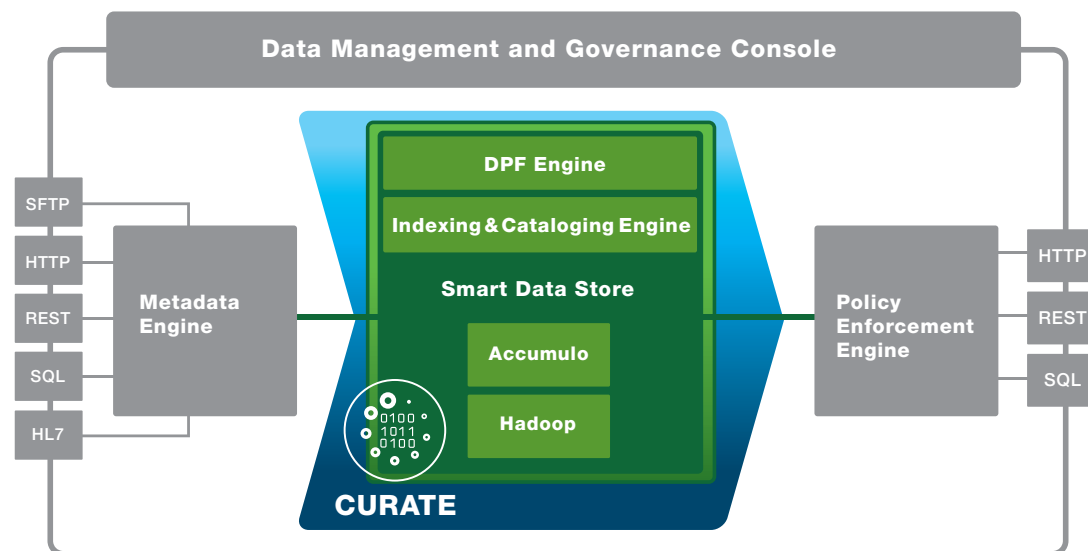 Data Management and Governance Console
SFTP
HTTP
REST
SQL
HL7
Metadata
Engine
DPF Engine
Indexing & Cataloging Engine
Smart Data Store
Accumulo
Hadoop
0100
1011
0100
CURATE
Policy
Enforcement
Engine
HTTP
REST
SQL